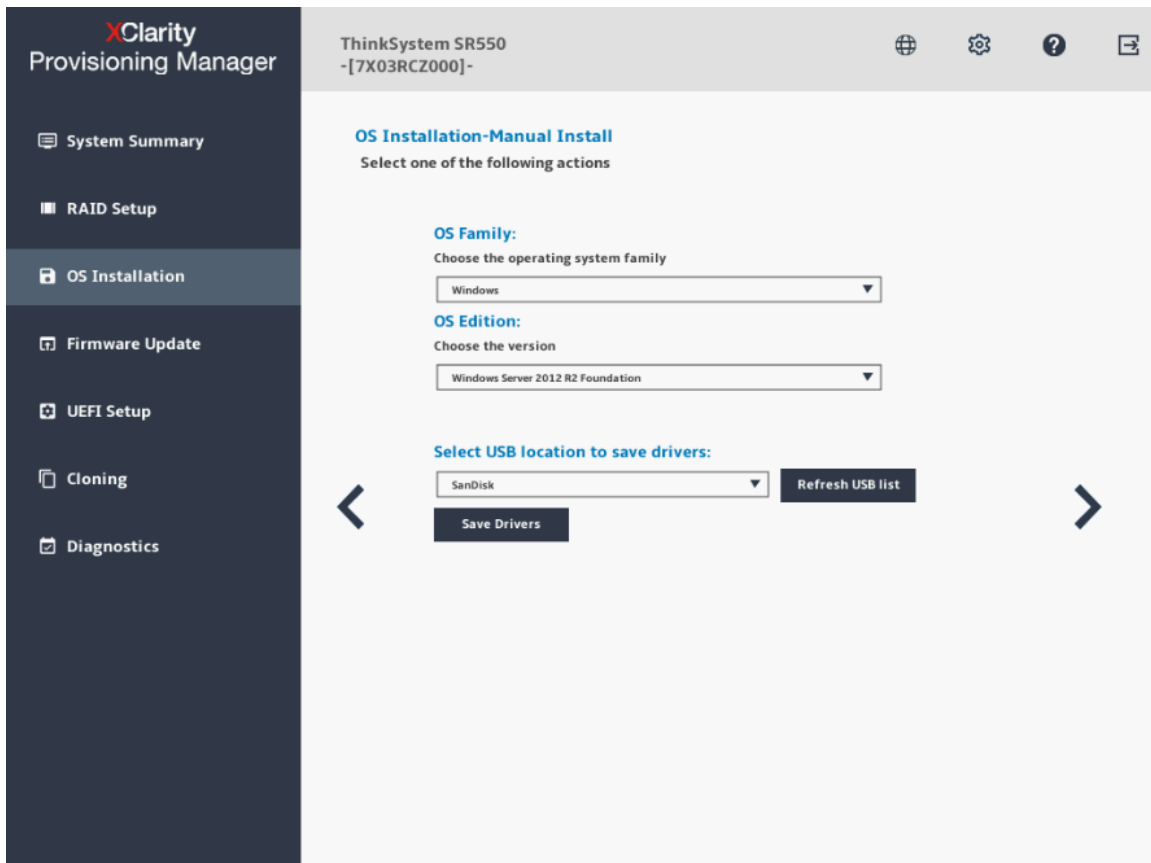 XClarity
Provisioning Manager
ThinkSystem SR550
-[7X03RCZ000]-
System Summary
RAID Setup
OS Installation
Firmware Update
UEFI Setup
Cloning
Diagnostics
OS Installation-Manual Install
Select one of the following actions
OS Family:
Choose the operating system family
Windows
OS Edition:
Choose the version
Windows Server 2012 R2 Foundation
Select USB location to save drivers:
SanDisk
Refresh USB list
Save Drivers